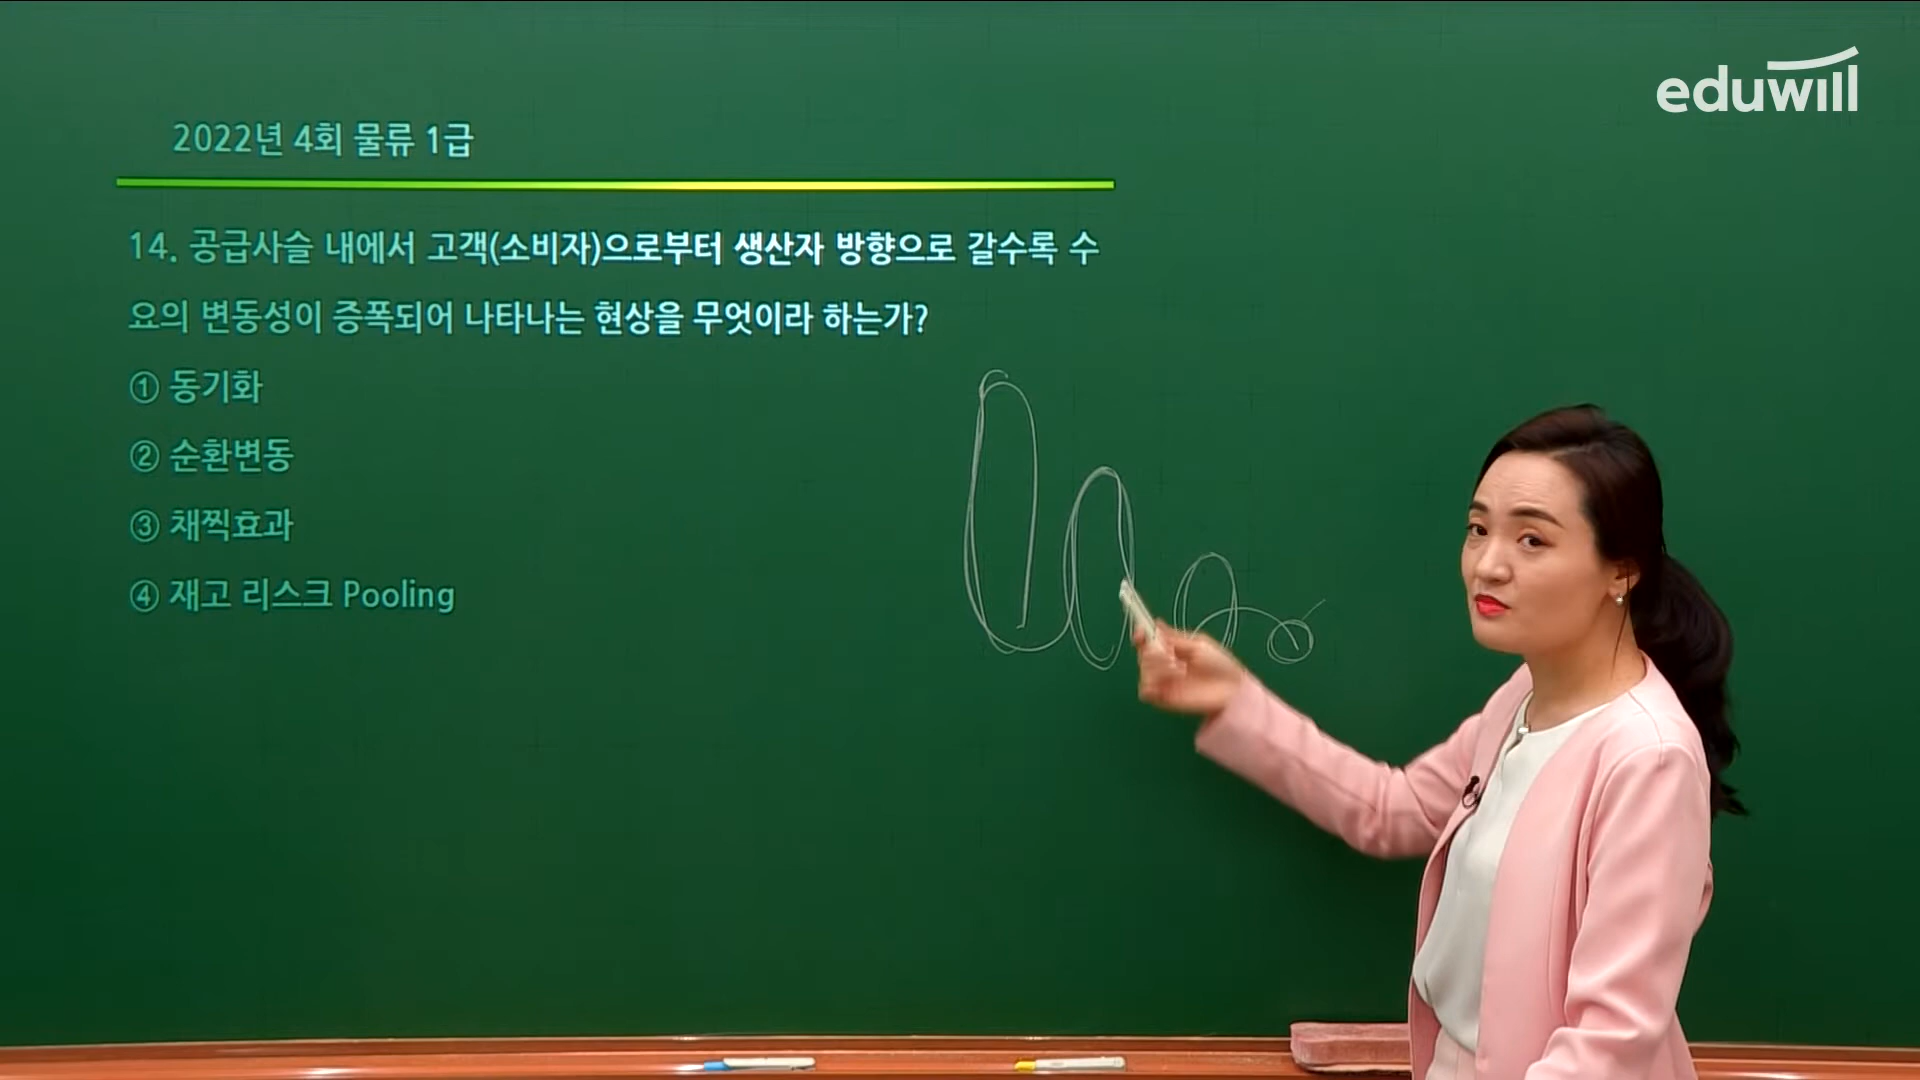 eduwill
2022년 4회 물류 1급
14. 공급사슬 내에서 고객(소비자)으로부터 생산자 방향으로 갈수록 수
요의 변동성이 증폭되어 나타나는 현상을 무엇이라 하는가?
① 동기화
② 순환변동
③ 채찍효과
④ 재고 리스크 Pooling